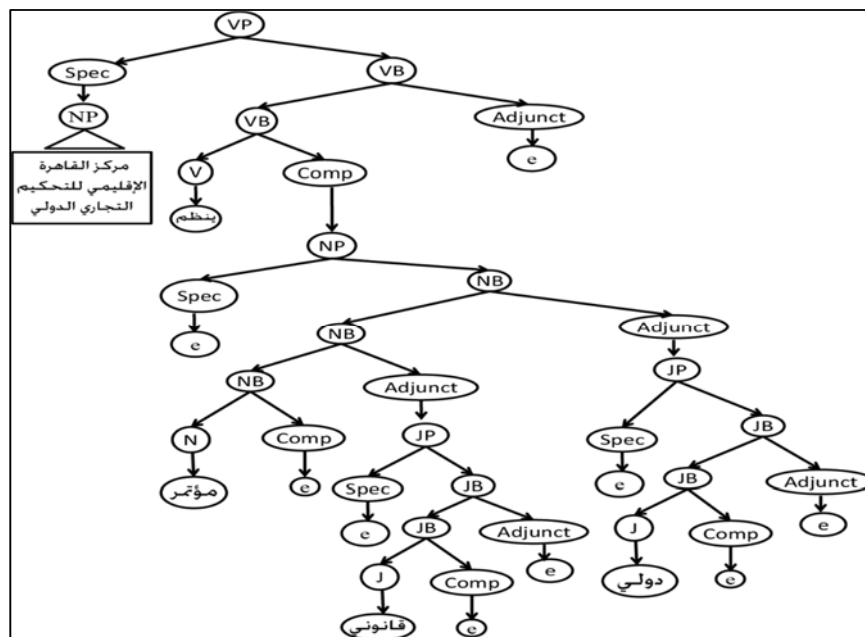 VP
Spec
VB
NP
VB
Adjunct
مركز القاهرة
الإقليمي للتحكيم
التجاري الدولي
V
Comp
e
ينظم
NP
Spec
NB
e
NB
Adjunct
NB
Adjunct
JP
N
Comp
JP
Spec
JB
مؤتمر
e
Spec
JB
e
JB
Adjunct
e
JB
Adjunct
J
Comp
e
J
Comp
e
دولي
e
قانوني
e